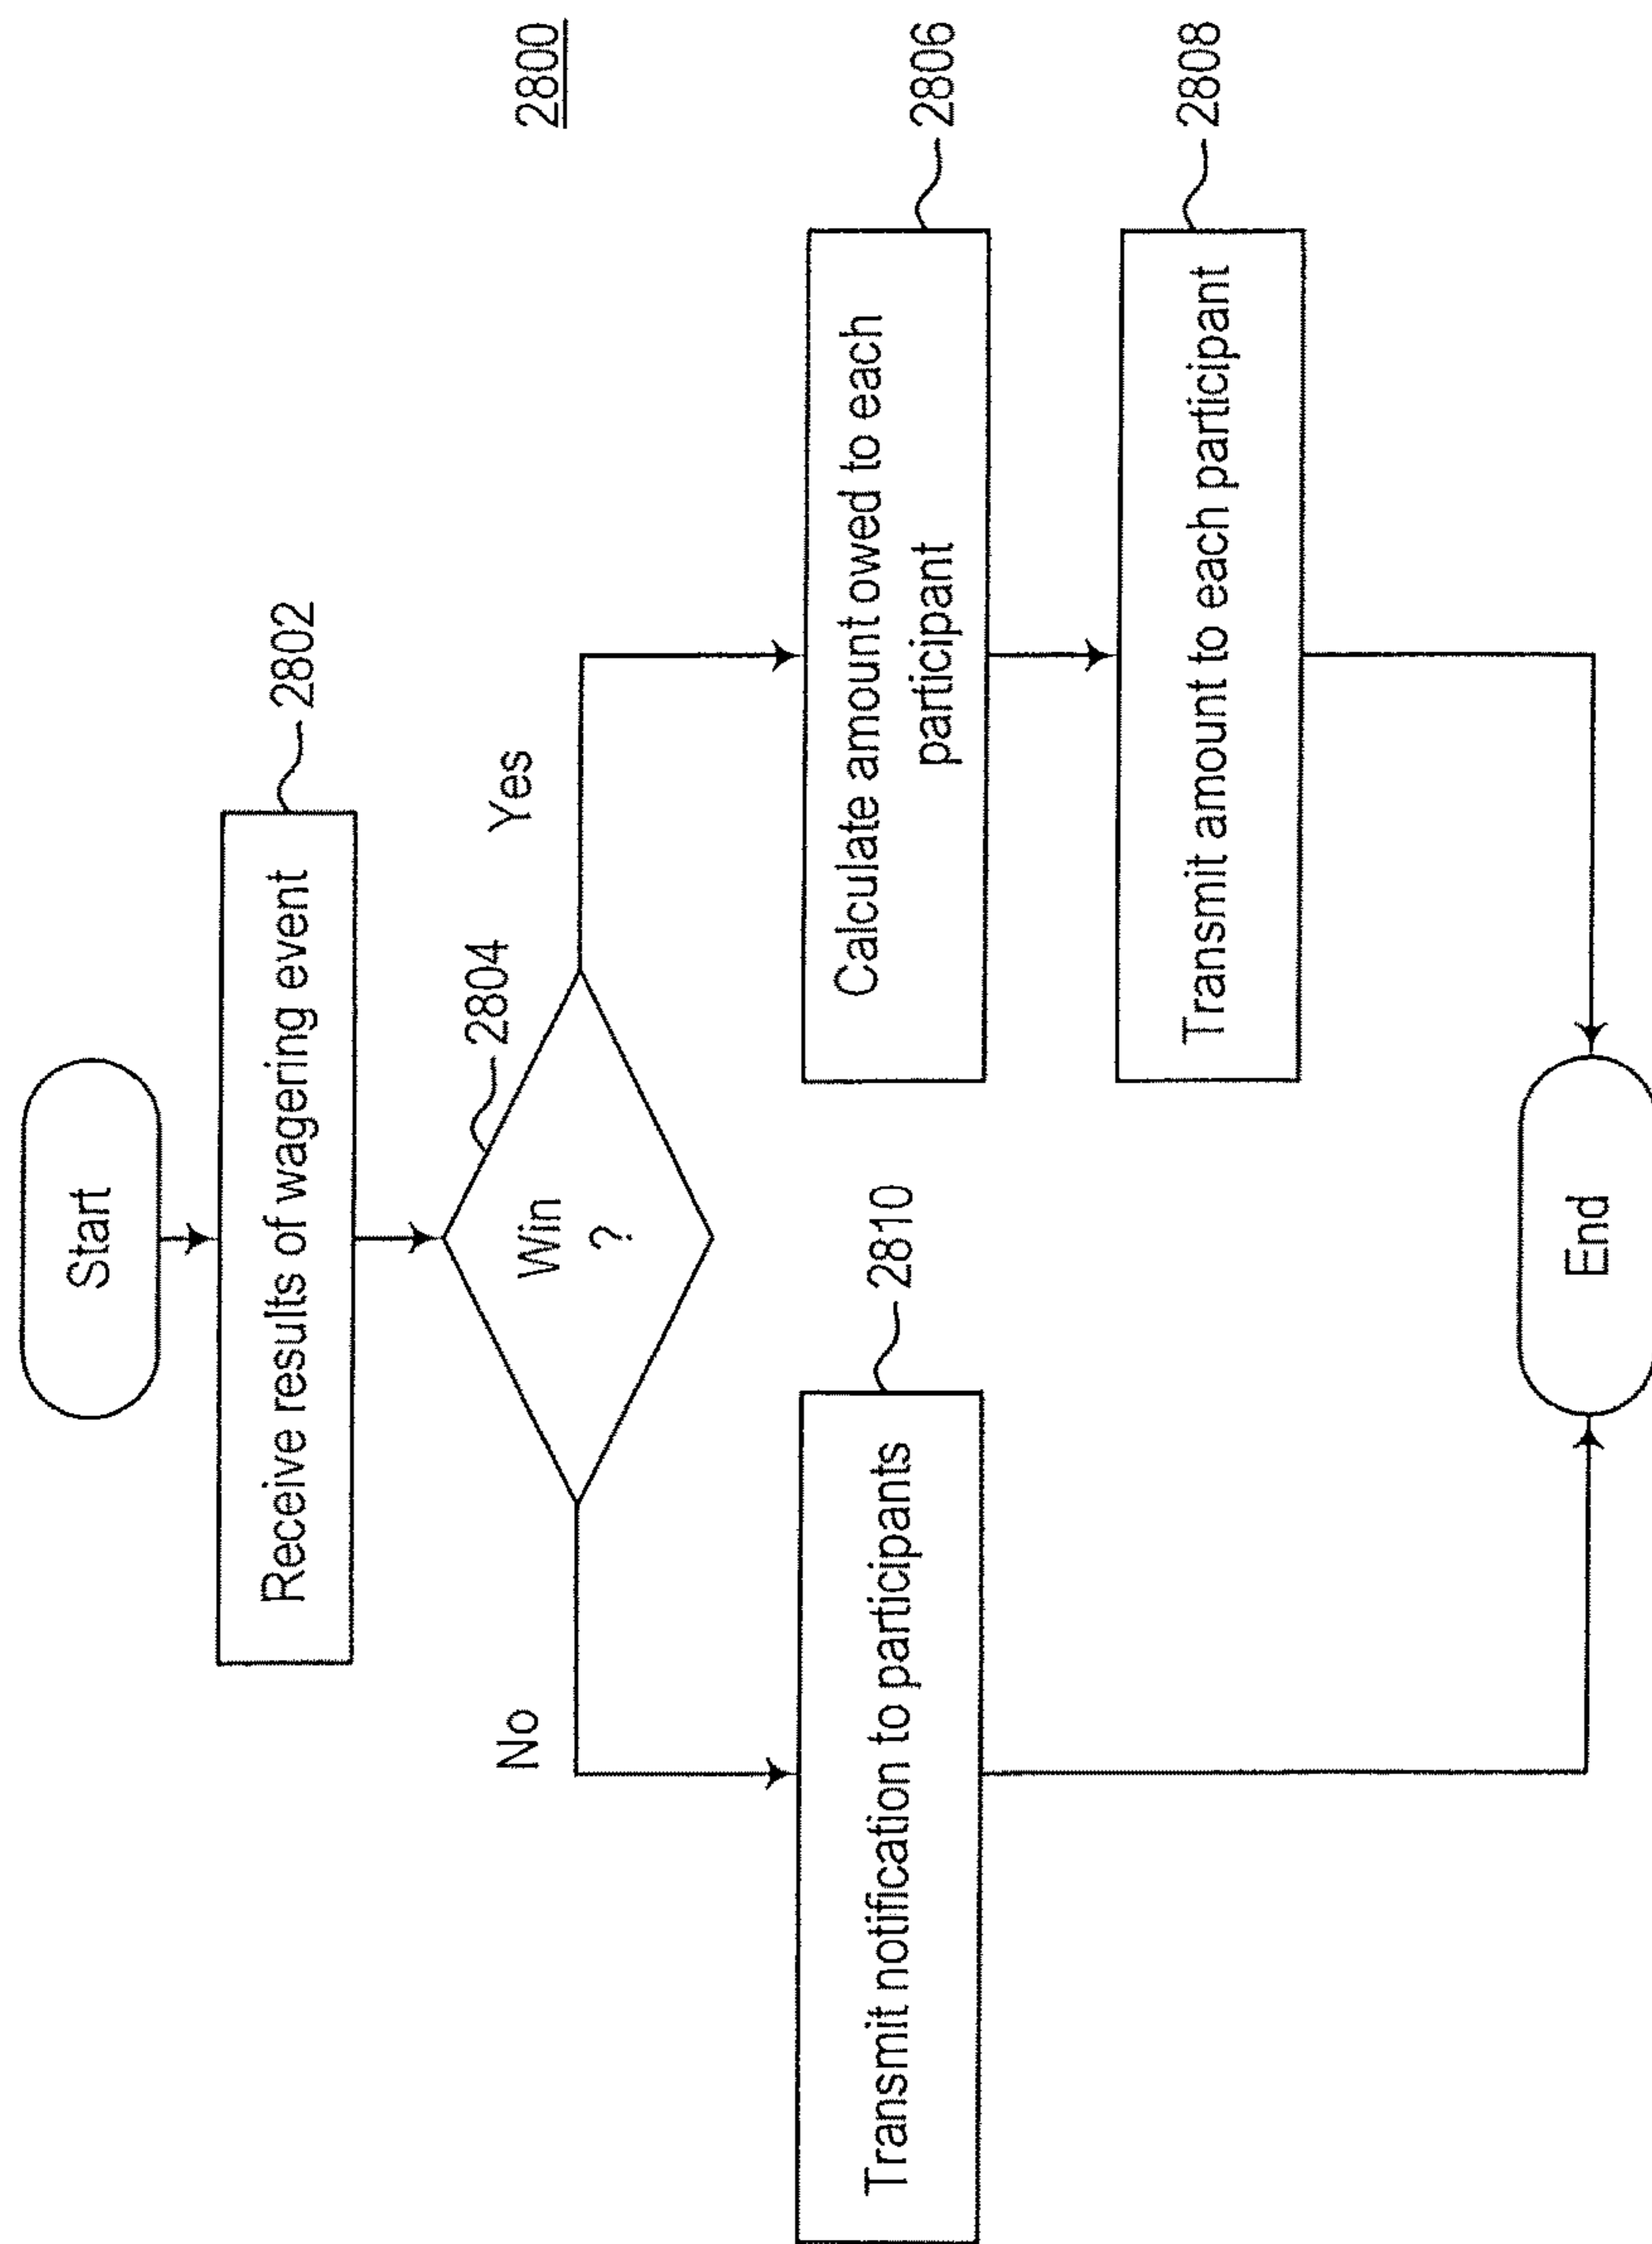 2800
Start
Receive results of wagering event
2802
Win
?
2804
Yes
No
Calculate amount owed to each
participant
2806
Transmit amount to each participant
2808
Transmit notification to participants
2810
End